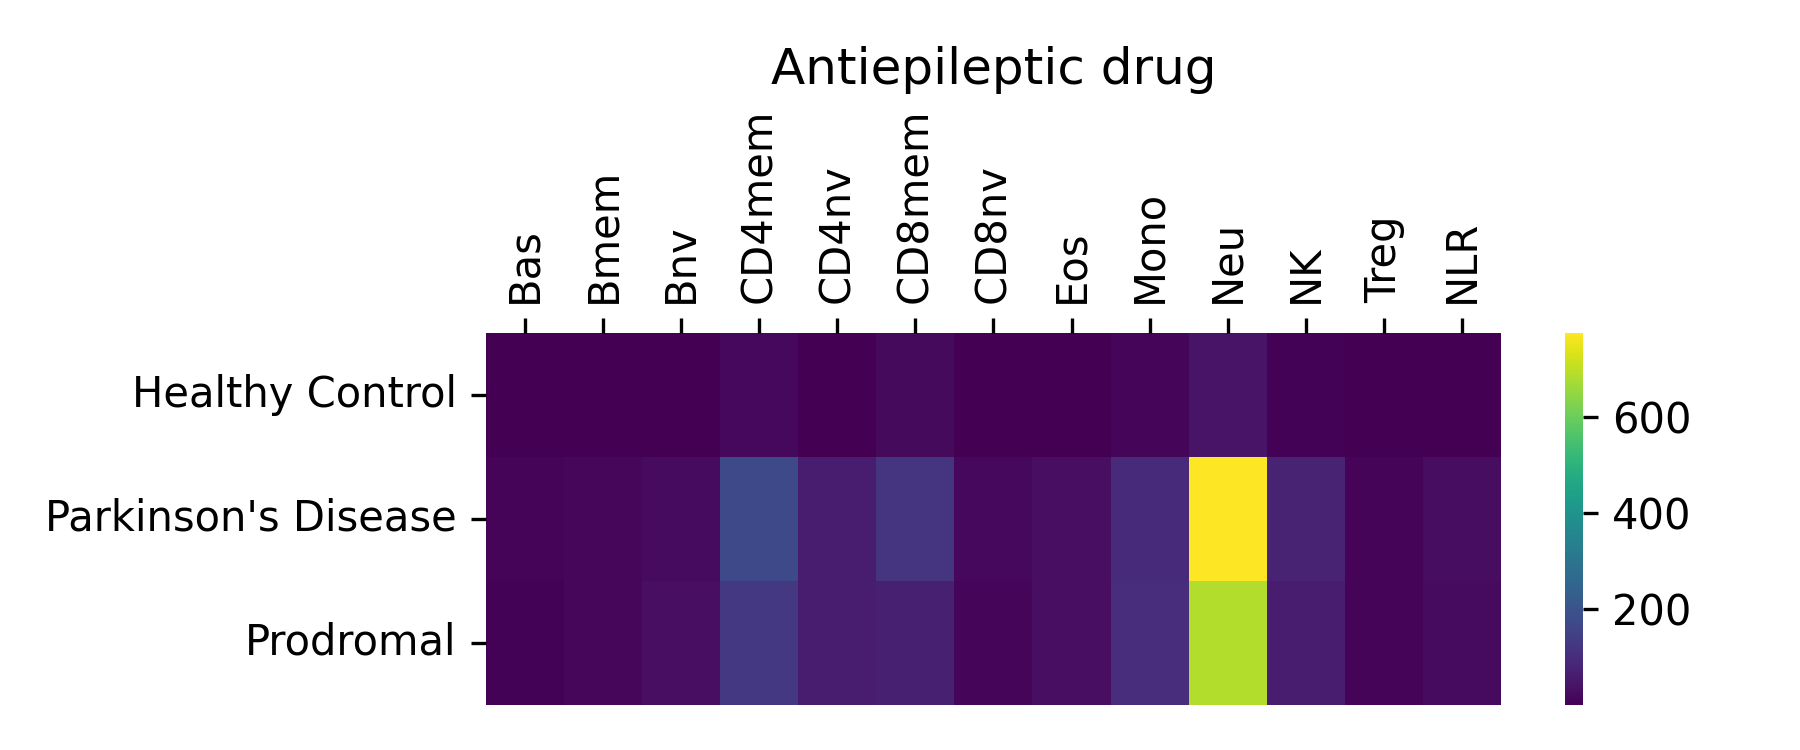 Antiepileptic drug
Bas
Bmem
Bnv
CD4mem
CD4nv
CD8mem
CD8nv
Eos
Mono
Neu
NK
Treg
NLR
Healthy Control
Parkinson's Disease
Prodromal
600
400
200